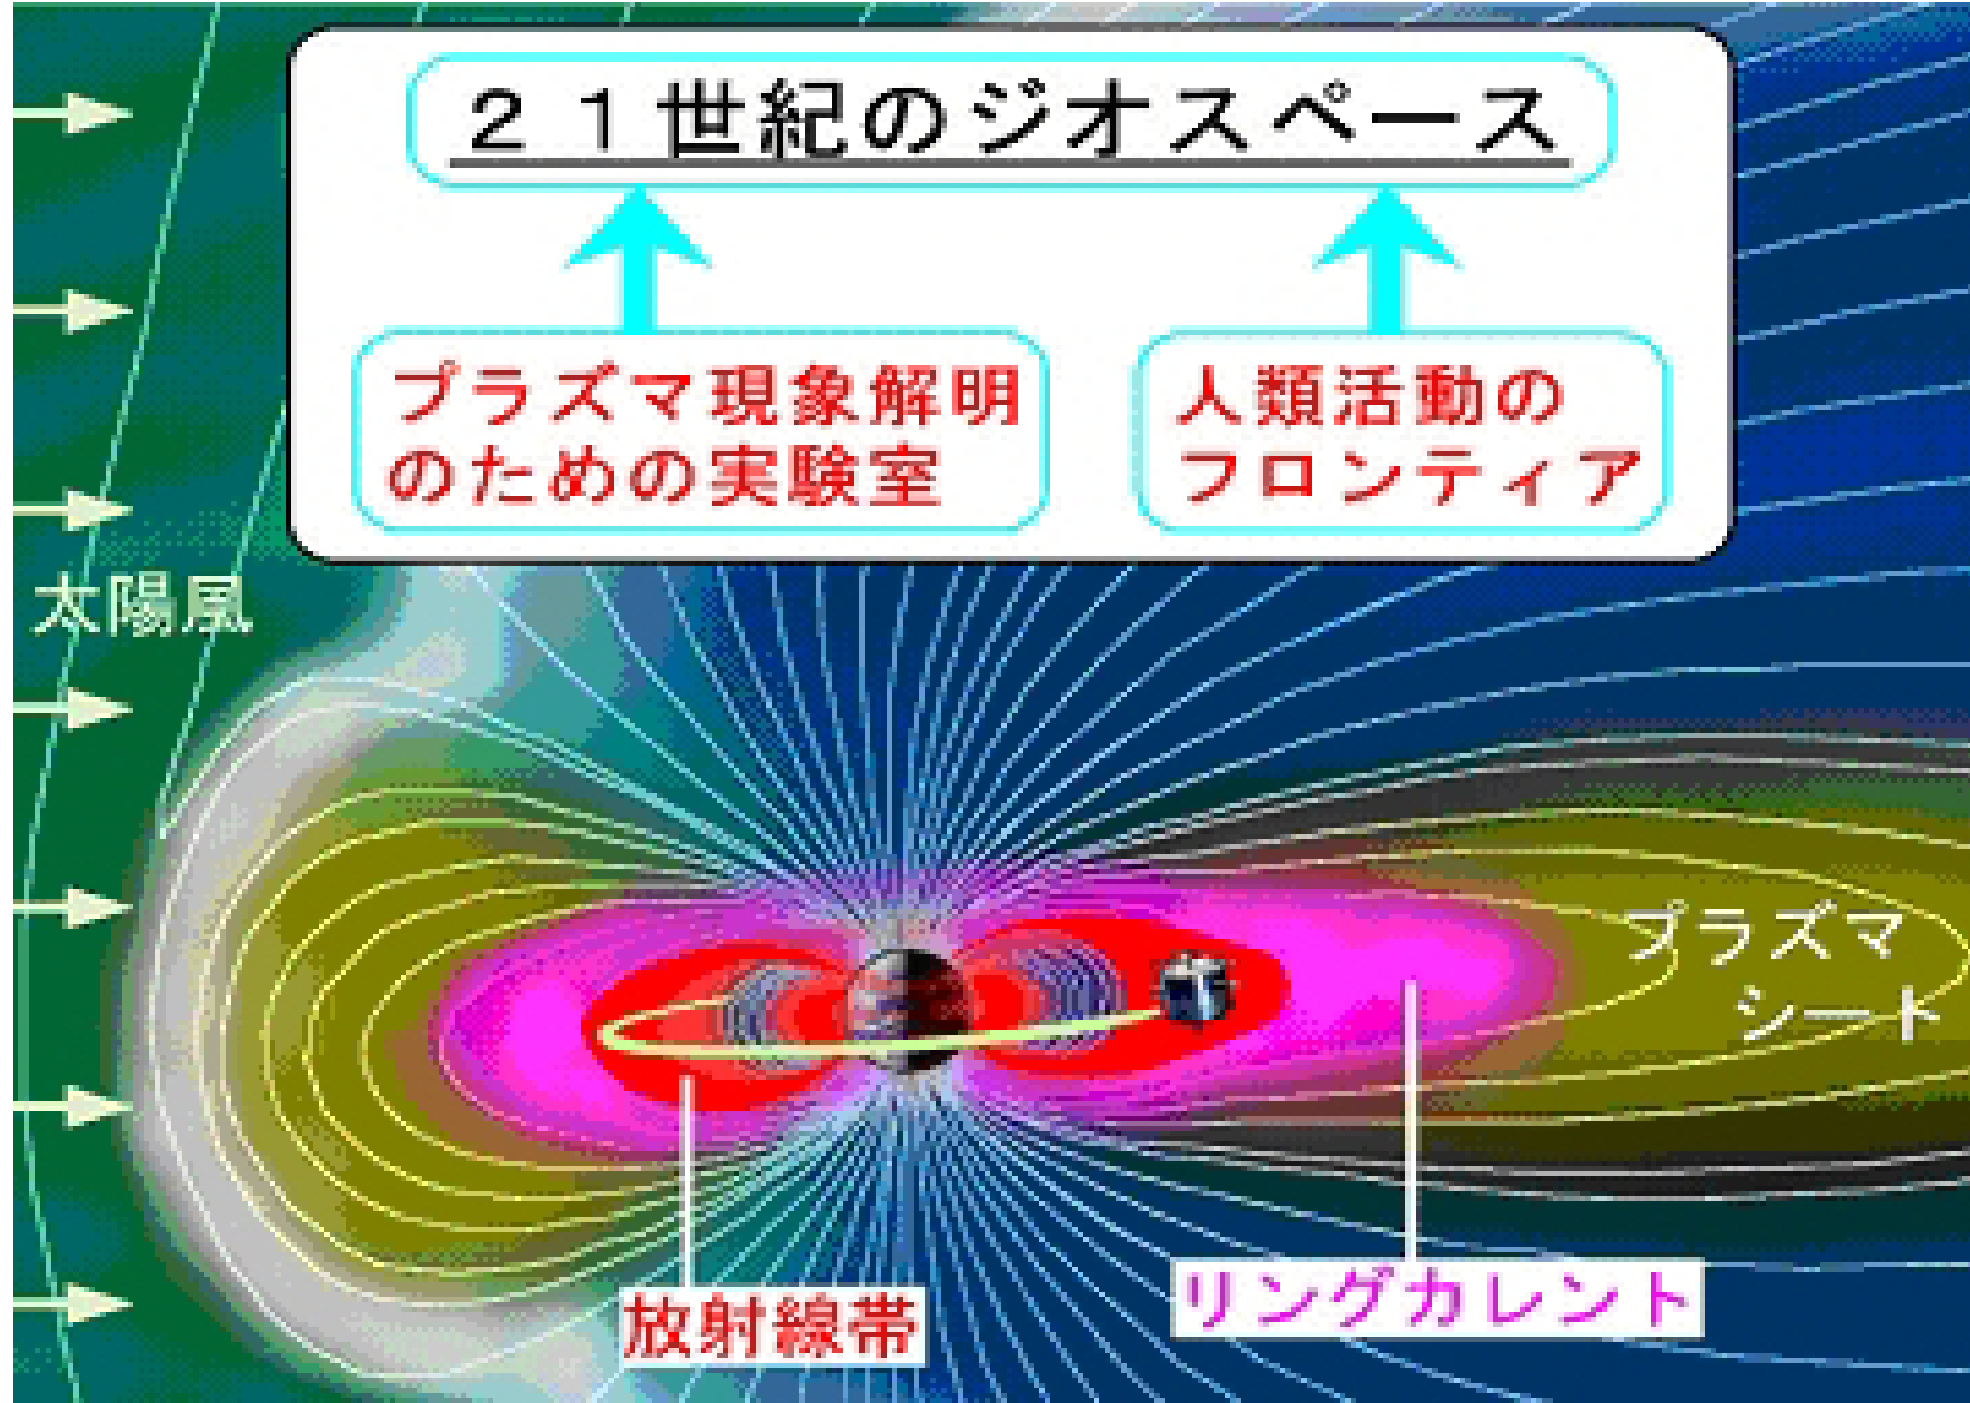 ２１世紀のジオスペース
プラズマ現象解明
のための実験室
人類活動の
フロンティア
太陽風
プラズマ
シート
放射線帯
リングカレント